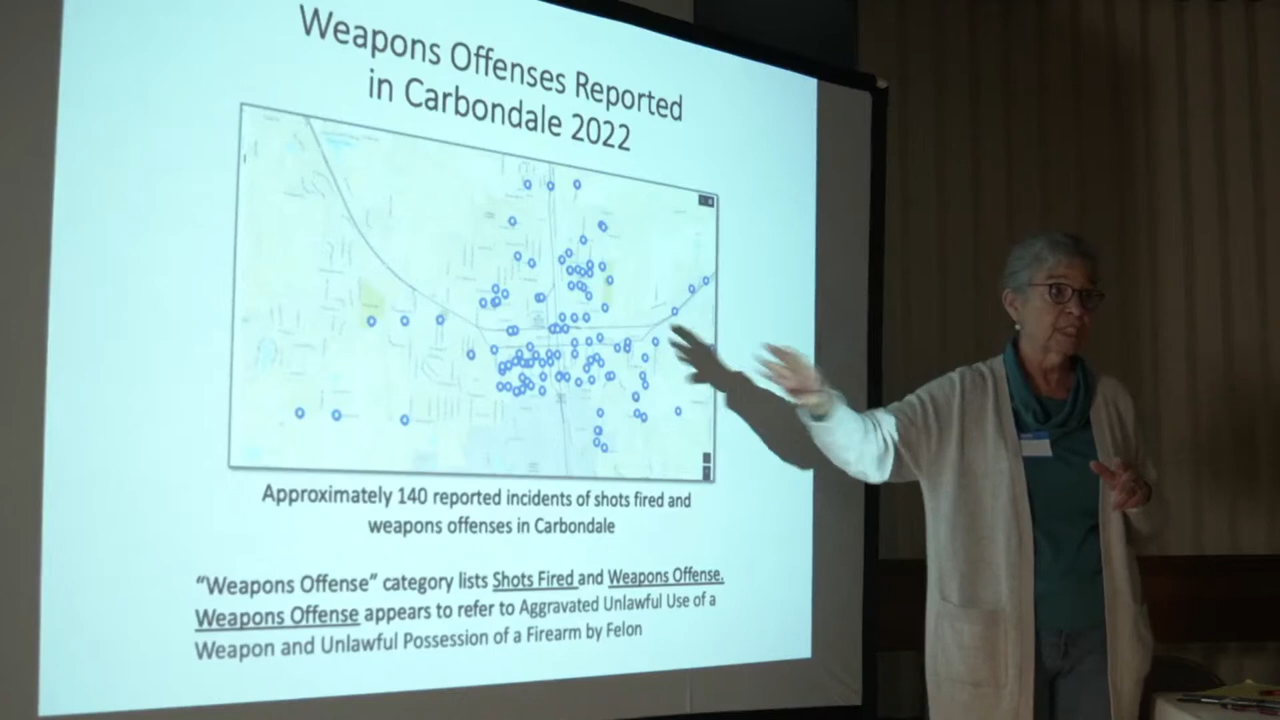 Weapons Offenses Reported
in Carbondale 2022
Approximately 140 reported incidents of shots fired and
weapons offenses in Carbondale
“Weapons Offense” category lists Shots Fired and Weapons Offense.
Weapons Offense appears to refer to Aggravated Unlawful Use of a
Weapon and Unlawful Possession of a Firearm by Felon